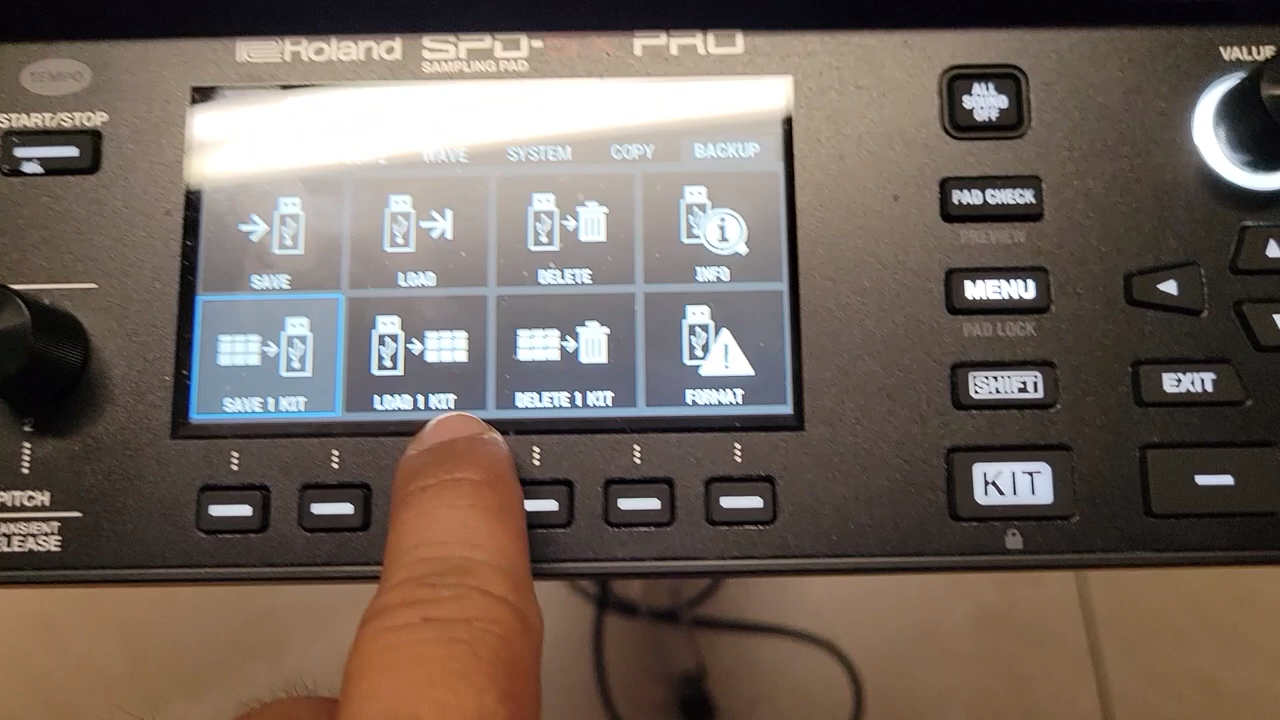 Roland SPD-SX PRO
SAMPLING PAD
TEMPO
START/STOP
WAVE SYSTEM COPY BACKUP
SAVE LOAD DELETE INFO
SAVE 1 KIT LOAD 1 KIT DELETE 1 KIT FORMAT
PITCH
ALL
SOUND
OFF
PAD CHECK
PREVIEW
MENU
PAD LOCK
SHIFT
KIT
VALUE
EXIT